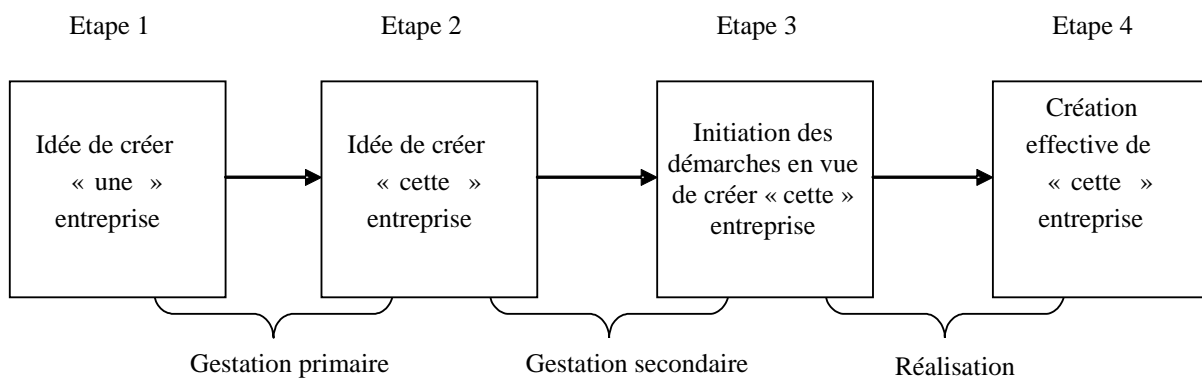 Etape 1
Etape 2
Etape 3
Etape 4
Idée de créer
« une »
entreprise
Idée de créer
« cette »
entreprise
Initiation des
démarches en vue
de créer « cette »
entreprise
Création
effective de
« cette »
entreprise
Gestation primaire
Gestation secondaire
Réalisation